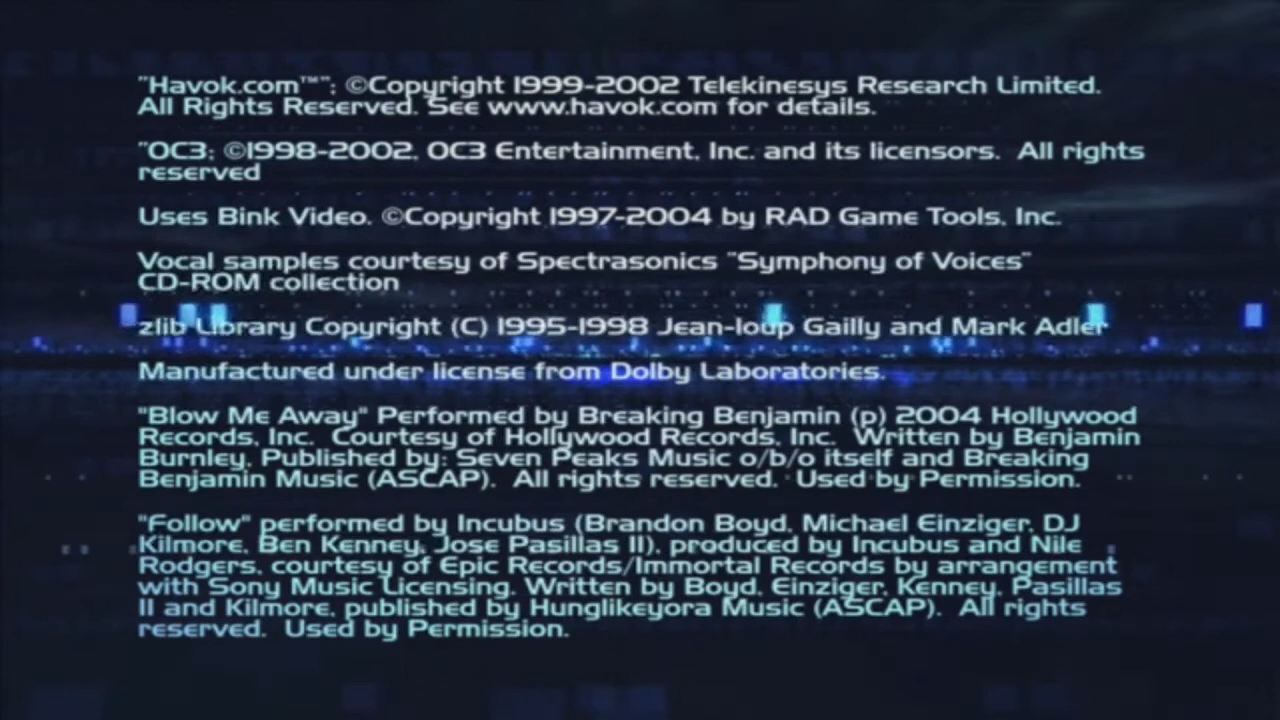 "Havok.com™"; ©Copyright 1999-2002 Telekinesys Research Limited.
All Rights Reserved. See www.havok.com for details.
"OC3; ©1998-2002, OC3 Entertainment, Inc. and its licensors. All rights
reserved
Uses Bink Video. ©Copyright 1997-2004 by RAD Game Tools, Inc.
Vocal samples courtesy of Spectrasonics "Symphony of Voices"
CD-ROM collection
zlib Library Copyright (C) 1995-1998 Jean-loup Gailly and Mark Adler
Manufactured under license from Dolby Laboratories.
"Blow Me Away" Performed by Breaking Benjamin (p) 2004 Hollywood
Records, Inc. Courtesy of Hollywood Records, Inc. Written by Benjamin
Burnley, Published by: Seven Peaks Music o/b/o itself and Breaking
Benjamin Music (ASCAP). All rights reserved. Used by Permission.
"Follow" performed by Incubus (Brandon Boyd, Michael Einziger, DJ
Kilmore, Ben Kenney, Jose Pasillas II), produced by Incubus and Nile
Rodgers, courtesy of Epic Records/Immortal Records by arrangement
with Sony Music Licensing. Written by Boyd, Einziger, Kenney, Pasillas
II and Kilmore, published by Hunglikeyora Music (ASCAP). All rights
reserved. Used by Permission.